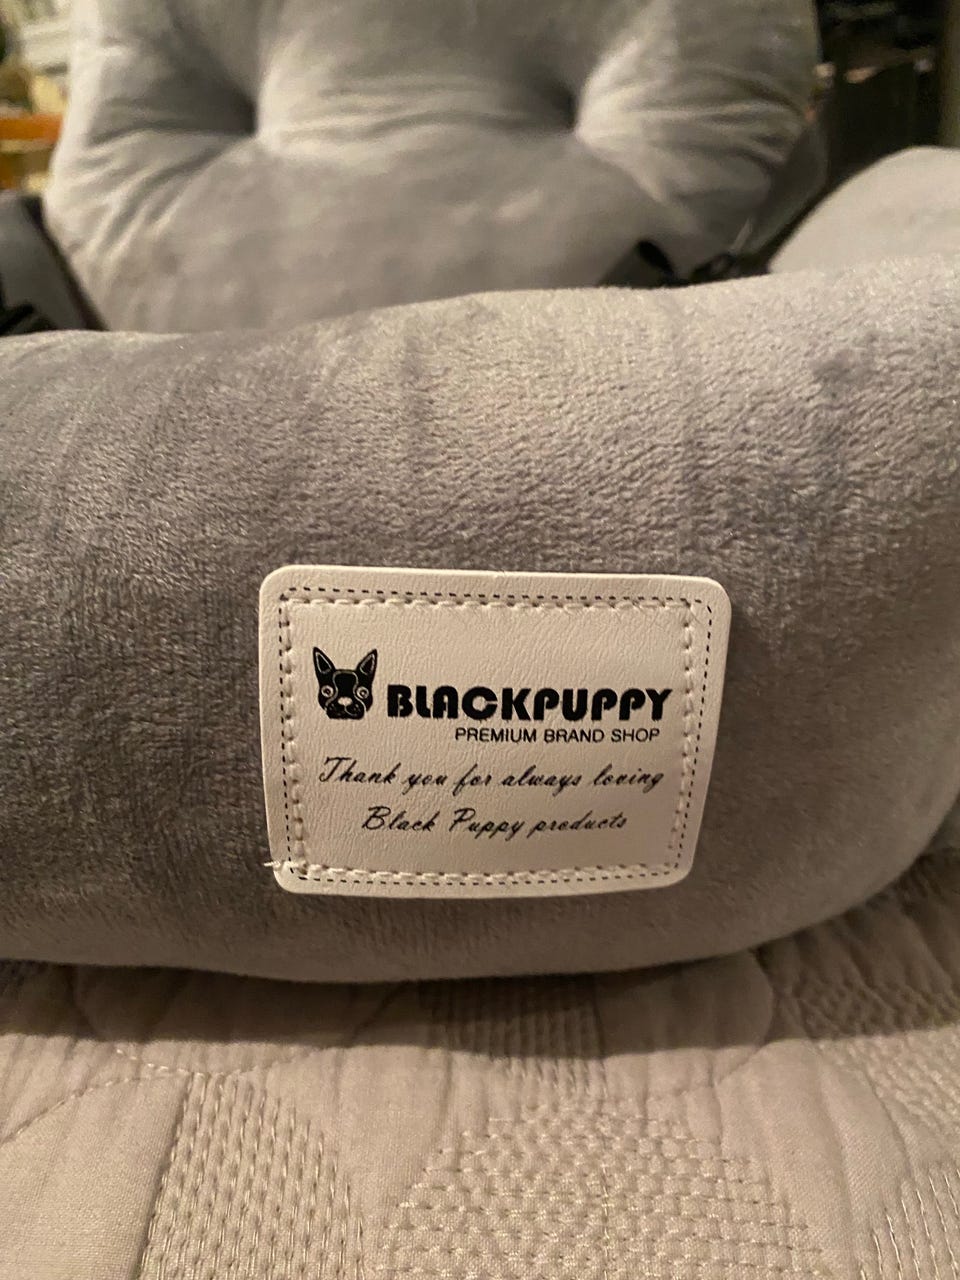 BLACKPUPPY
PREMIUM BRAND SHOP
Thank you for always loving
Black Puppy products